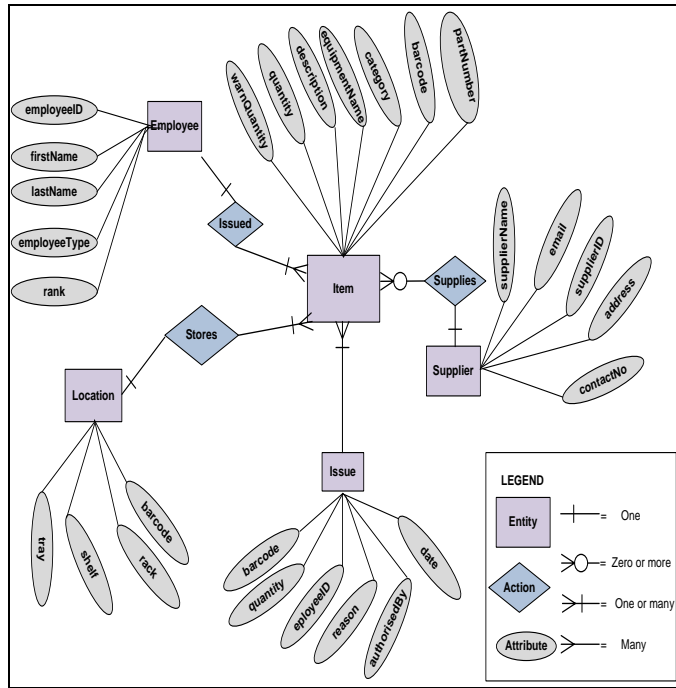 employeeID
firstName
lastName
employeeType
rank
Employee
Issued
warnQuantity
quantity
description
equipmentName
category
barcode
partNumber
Item
Supplies
supplierName
email
supplierID
address
contactNo
Supplier
Stores
Location
tray
shelf
rack
barcode
Issue
barcode
quantity
eployeeID
reason
authorisedBy
date
LEGEND
Entity
= One
= Zero or more
Action
= One or many
Attribute
= Many